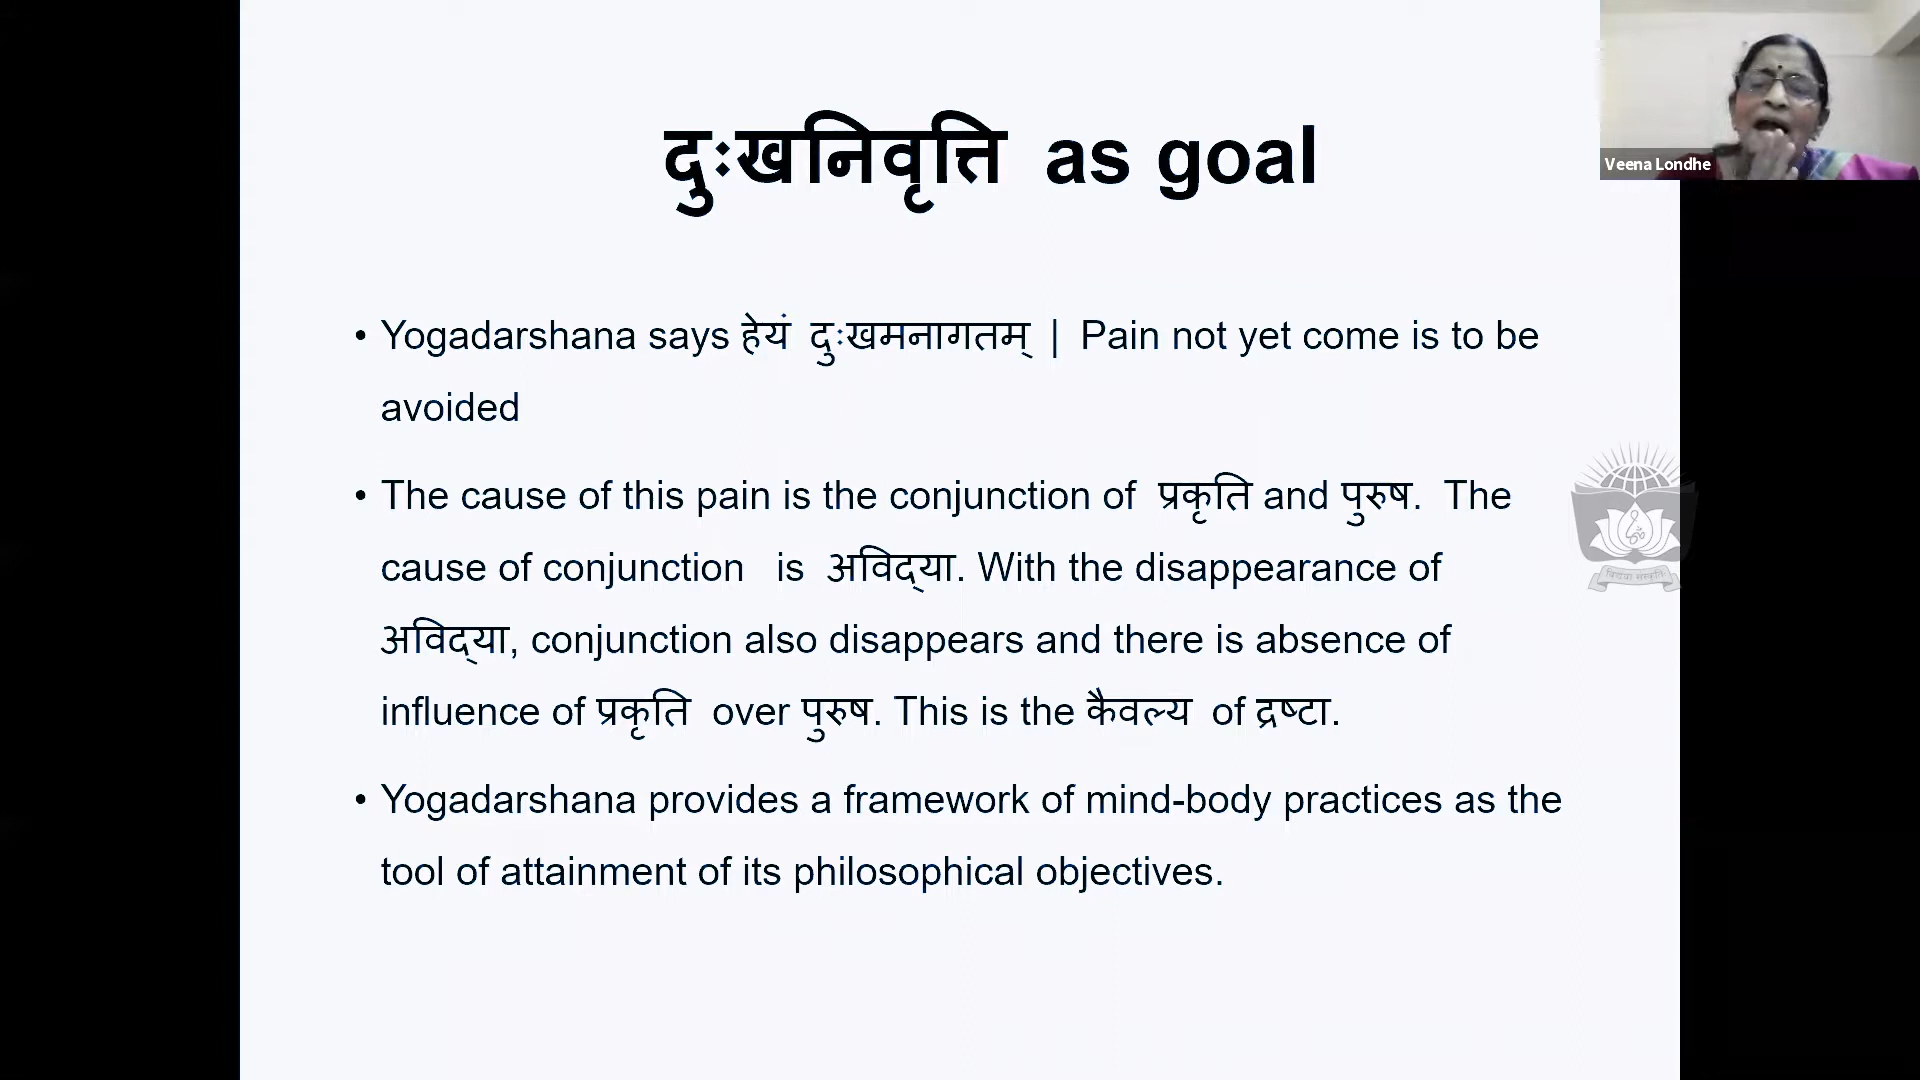 दुःखनिवृत्ति as goal
Veena Londhe
• Yogadarshana says हेयं दुःखमनागतम् | Pain not yet come is to be
avoided
• The cause of this pain is the conjunction of प्रकृति and पुरुष. The
cause of conjunction is अविद्‌या. With the disappearance of
अविद्‌या, conjunction also disappears and there is absence of
influence of प्रकृति over पुरुष. This is the कैवल्य of द्रष्टा.
• Yogadarshana provides a framework of mind-body practices as the
tool of attainment of its philosophical objectives.